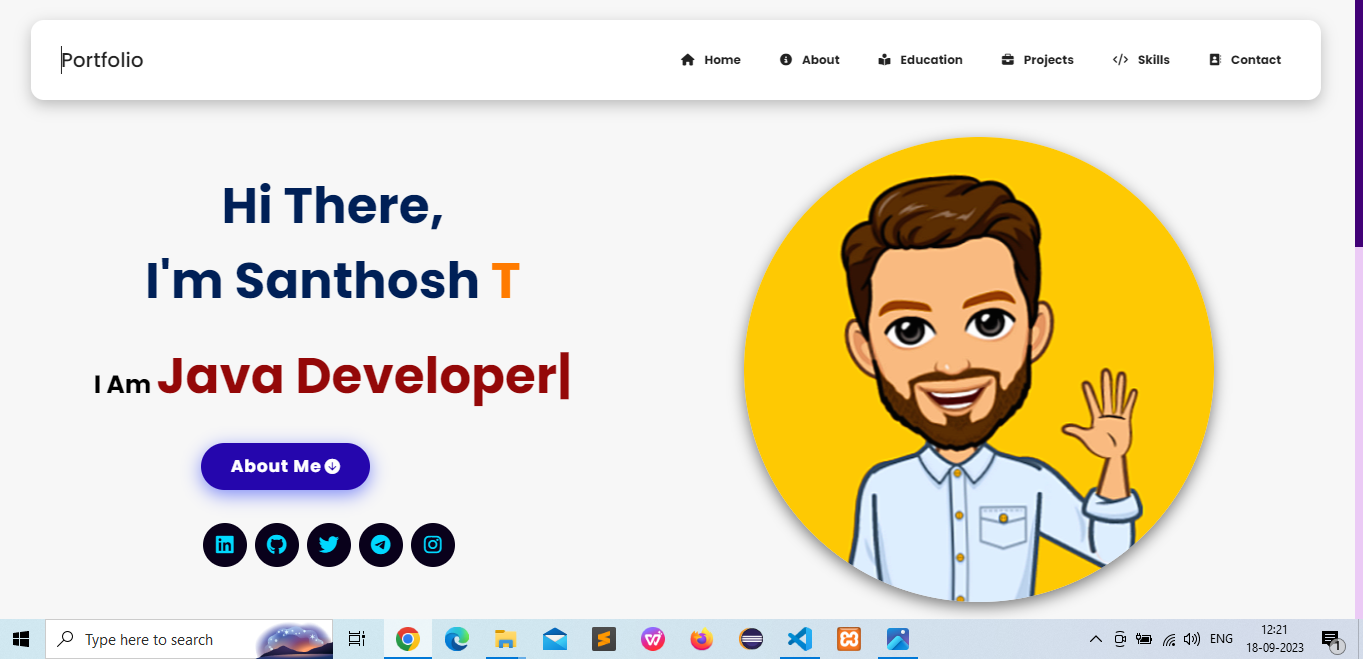 Portfolio
Home About Education Projects </> Skills Contact
Hi There,
I'm Santhosh T
I Am Java Developer|
About Me
Type here to search
ENG
12:21
18-09-2023
1